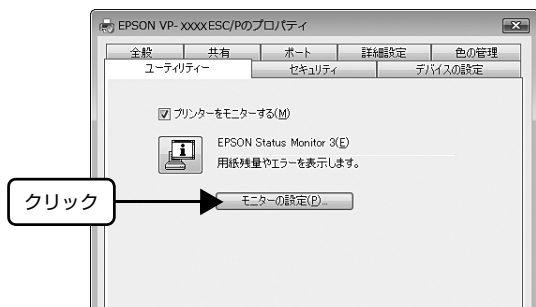 EPSON VP-xxxxESC/Pのプロパティ
全般 共有 ポート 詳細設定 色の管理
ユーティリティー セキュリティ デバイスの設定
プリンターをモニターする(M)
EPSON Status Monitor 3(E)
用紙残量やエラーを表示します。
クリック
モニターの設定(P)...